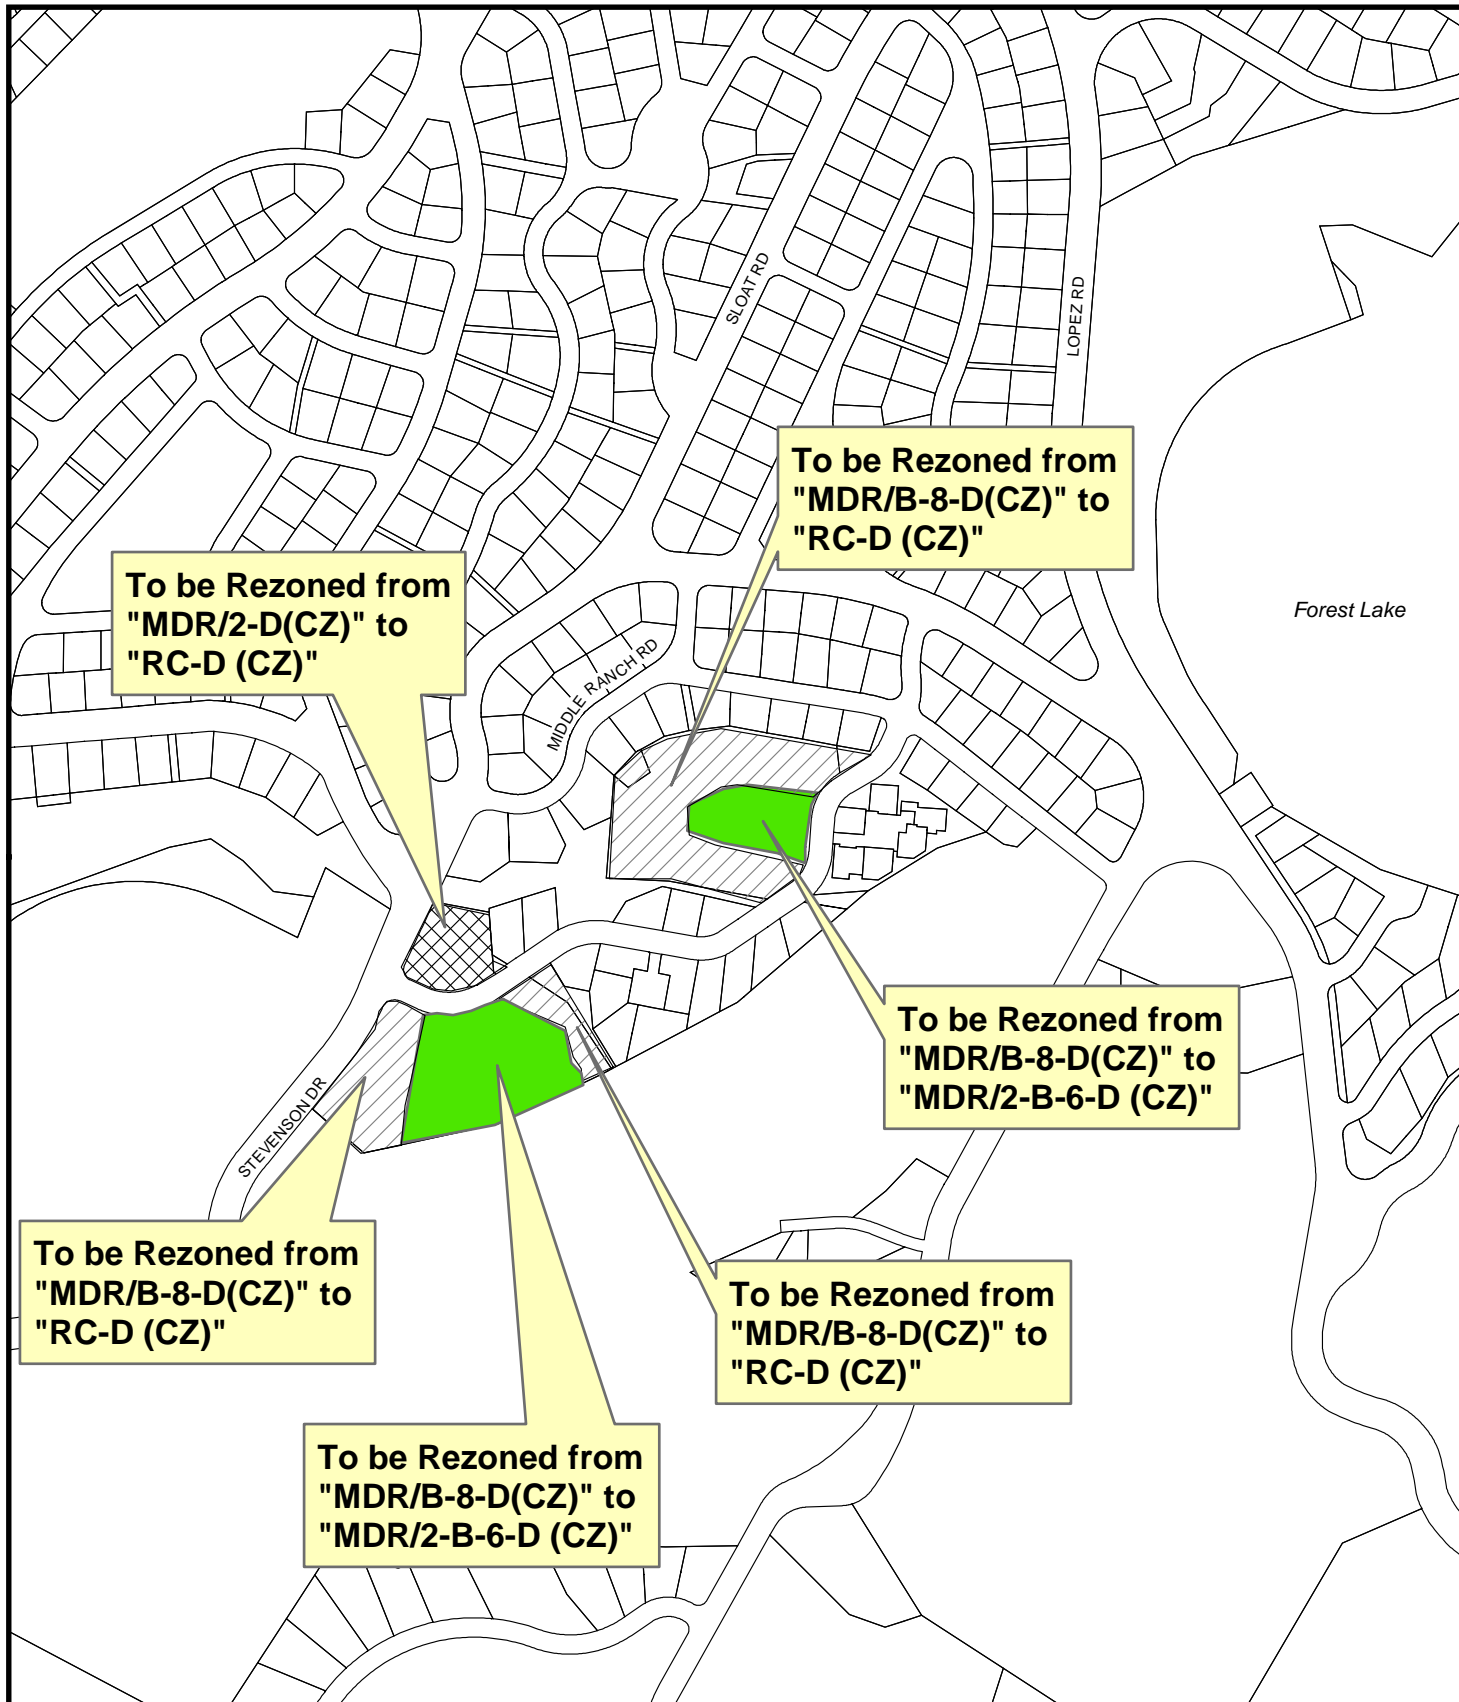 SLOAT RD
LOPEZ RD
To be Rezoned from
"MDR/B-8-D(CZ)" to
"RC-D (CZ)"
To be Rezoned from
"MDR/2-D(CZ)" to
"RC-D (CZ)"
Forest Lake
MIDDLE RANCH RD
To be Rezoned from
"MDR/B-8-D(CZ)" to
"MDR/2-B-6-D (CZ)"
STEVENSON DR
To be Rezoned from
"MDR/B-8-D(CZ)" to
"RC-D (CZ)"
To be Rezoned from
"MDR/B-8-D(CZ)" to
"RC-D (CZ)"
To be Rezoned from
"MDR/B-8-D(CZ)" to
"MDR/2-B-6-D (CZ)"